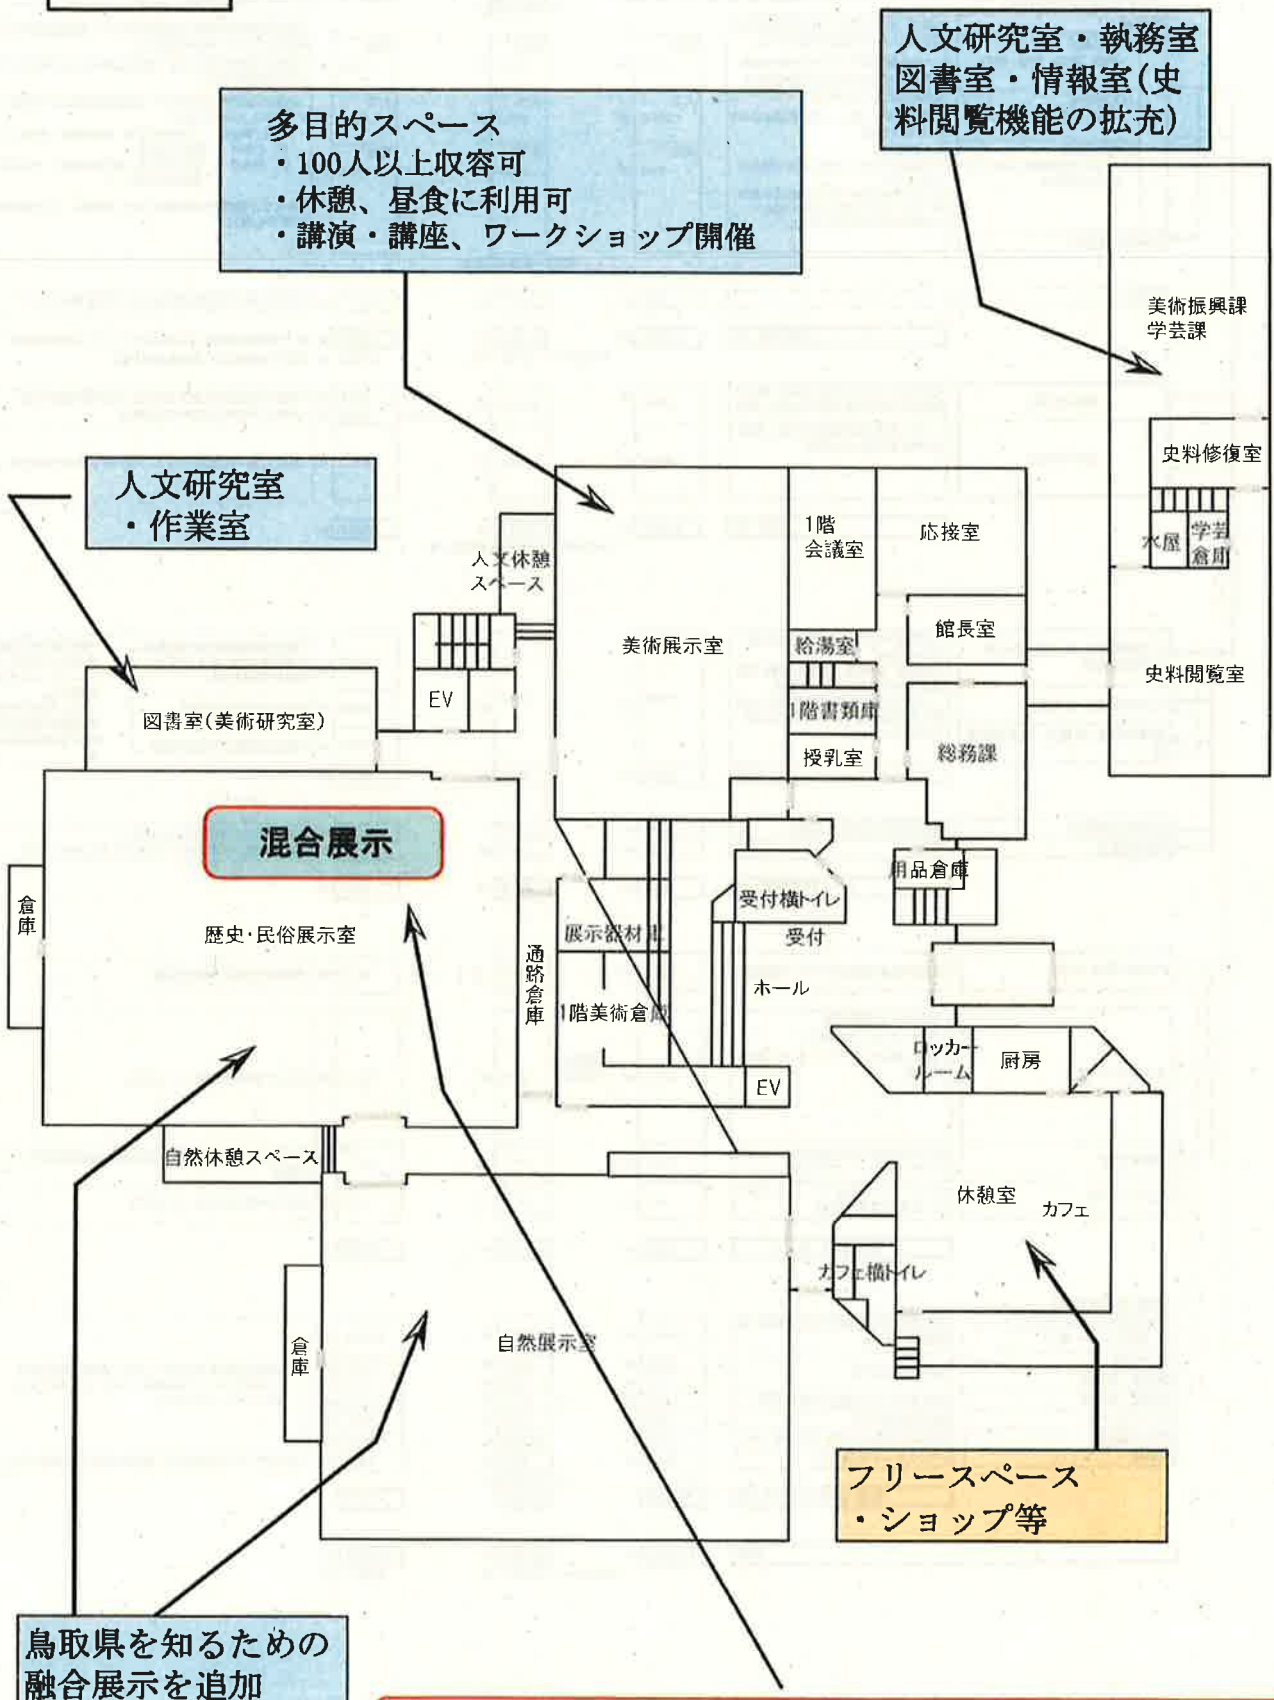 人文研究室・執務室
図書室・情報室(史
料閲覧機能の拡充)
多目的スペース
・100人以上収容可
・休憩、昼食に利用可
・講演・講座、ワークショップ開催
美術振興課
学芸課
史料修復室
水屋
学芸
倉庫
史料閲覧室
人文研究室
・作業室
人文休憩
スペース
1階
会議室
応接室
館長室
美術展示室
給湯室
1階書類庫
授乳室
総務課
EV
図書室(美術研究室)
混合展示
倉庫
歴史・民俗展示室
通路倉庫
展示器材庫
1階美術倉庫
受付横トイレ
受付
用品倉庫
ホール
ロッカー
ルーム
厨房
EV
自然休憩スペース
休憩室
カフェ
カフェ横トイレ
倉庫
自然展示室
フリースペース
・ショップ等
鳥取県を知るための
融合展示を追加